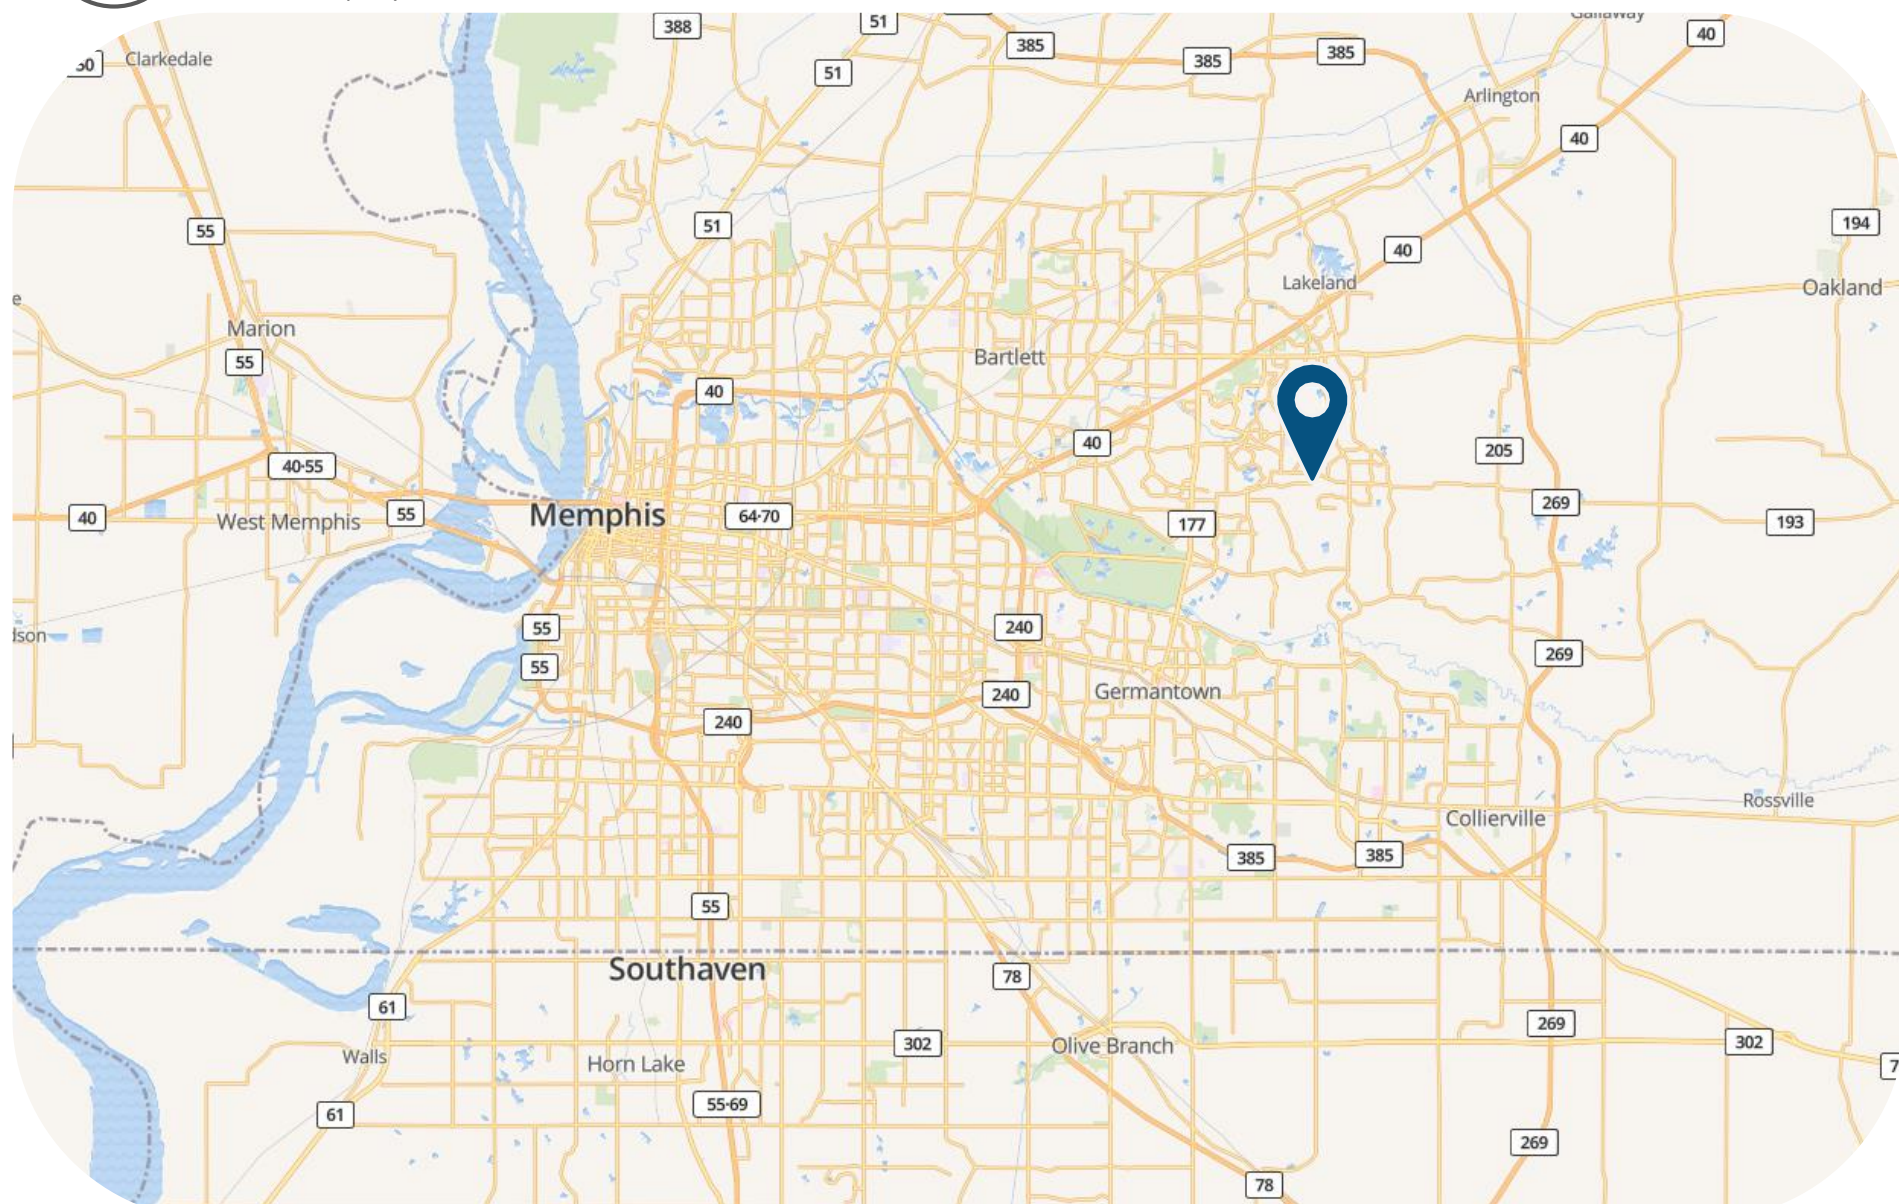 388
51
385
385
385
40
Clarkedale
51
Arlington
40
55
51
194
40
Lakeland
Oakland
Marion
55
Bartlett
40
40
205
40·55
269
40
West Memphis
55
Memphis
64·70
177
193
55
240
269
55
240
Germantown
240
Rossville
Collierville
385
385
55
Southaven
78
61
269
302
302
Walls
Horn Lake
Olive Branch
55·69
61
269
78